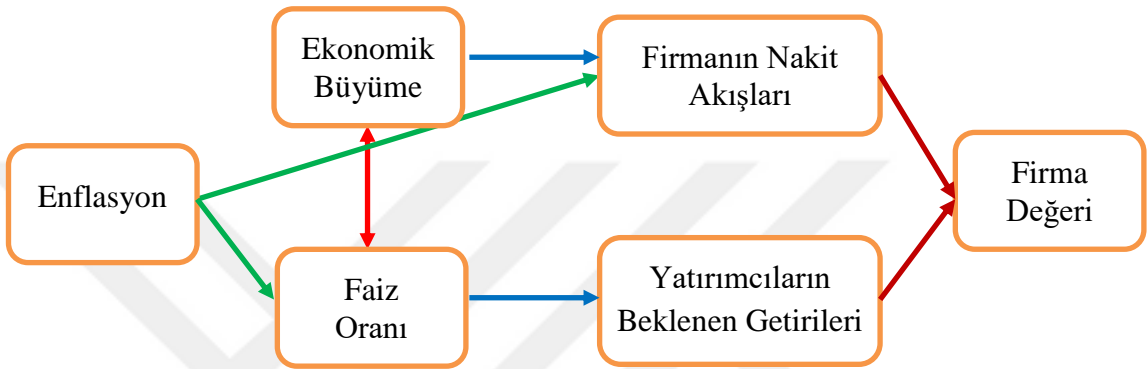 Ekonomik
Büyüme
Firmanın Nakit
Akışları
Enflasyon
Firma
Değeri
Faiz
Oranı
Yatırımcıların
Beklenen Getirileri